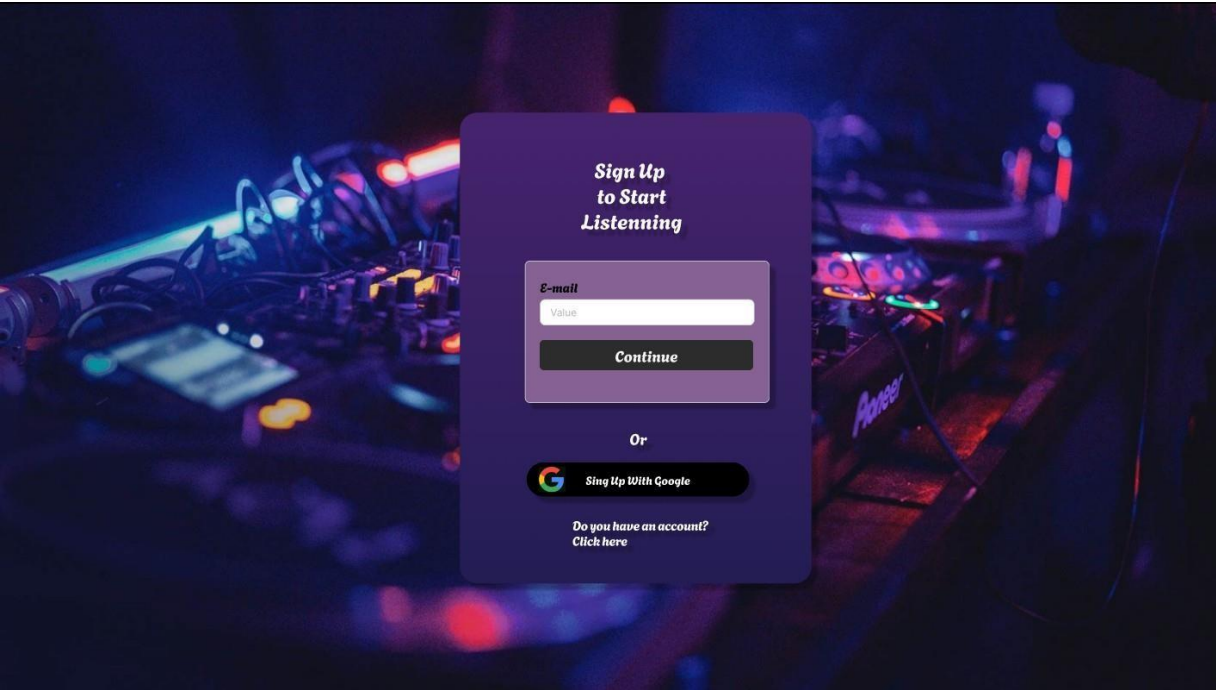 Sign Up
to Start
Listenning
E-mail
Value
Continue
Pioneer
Or
Sing Up With Google
Do you have an account?
Click here